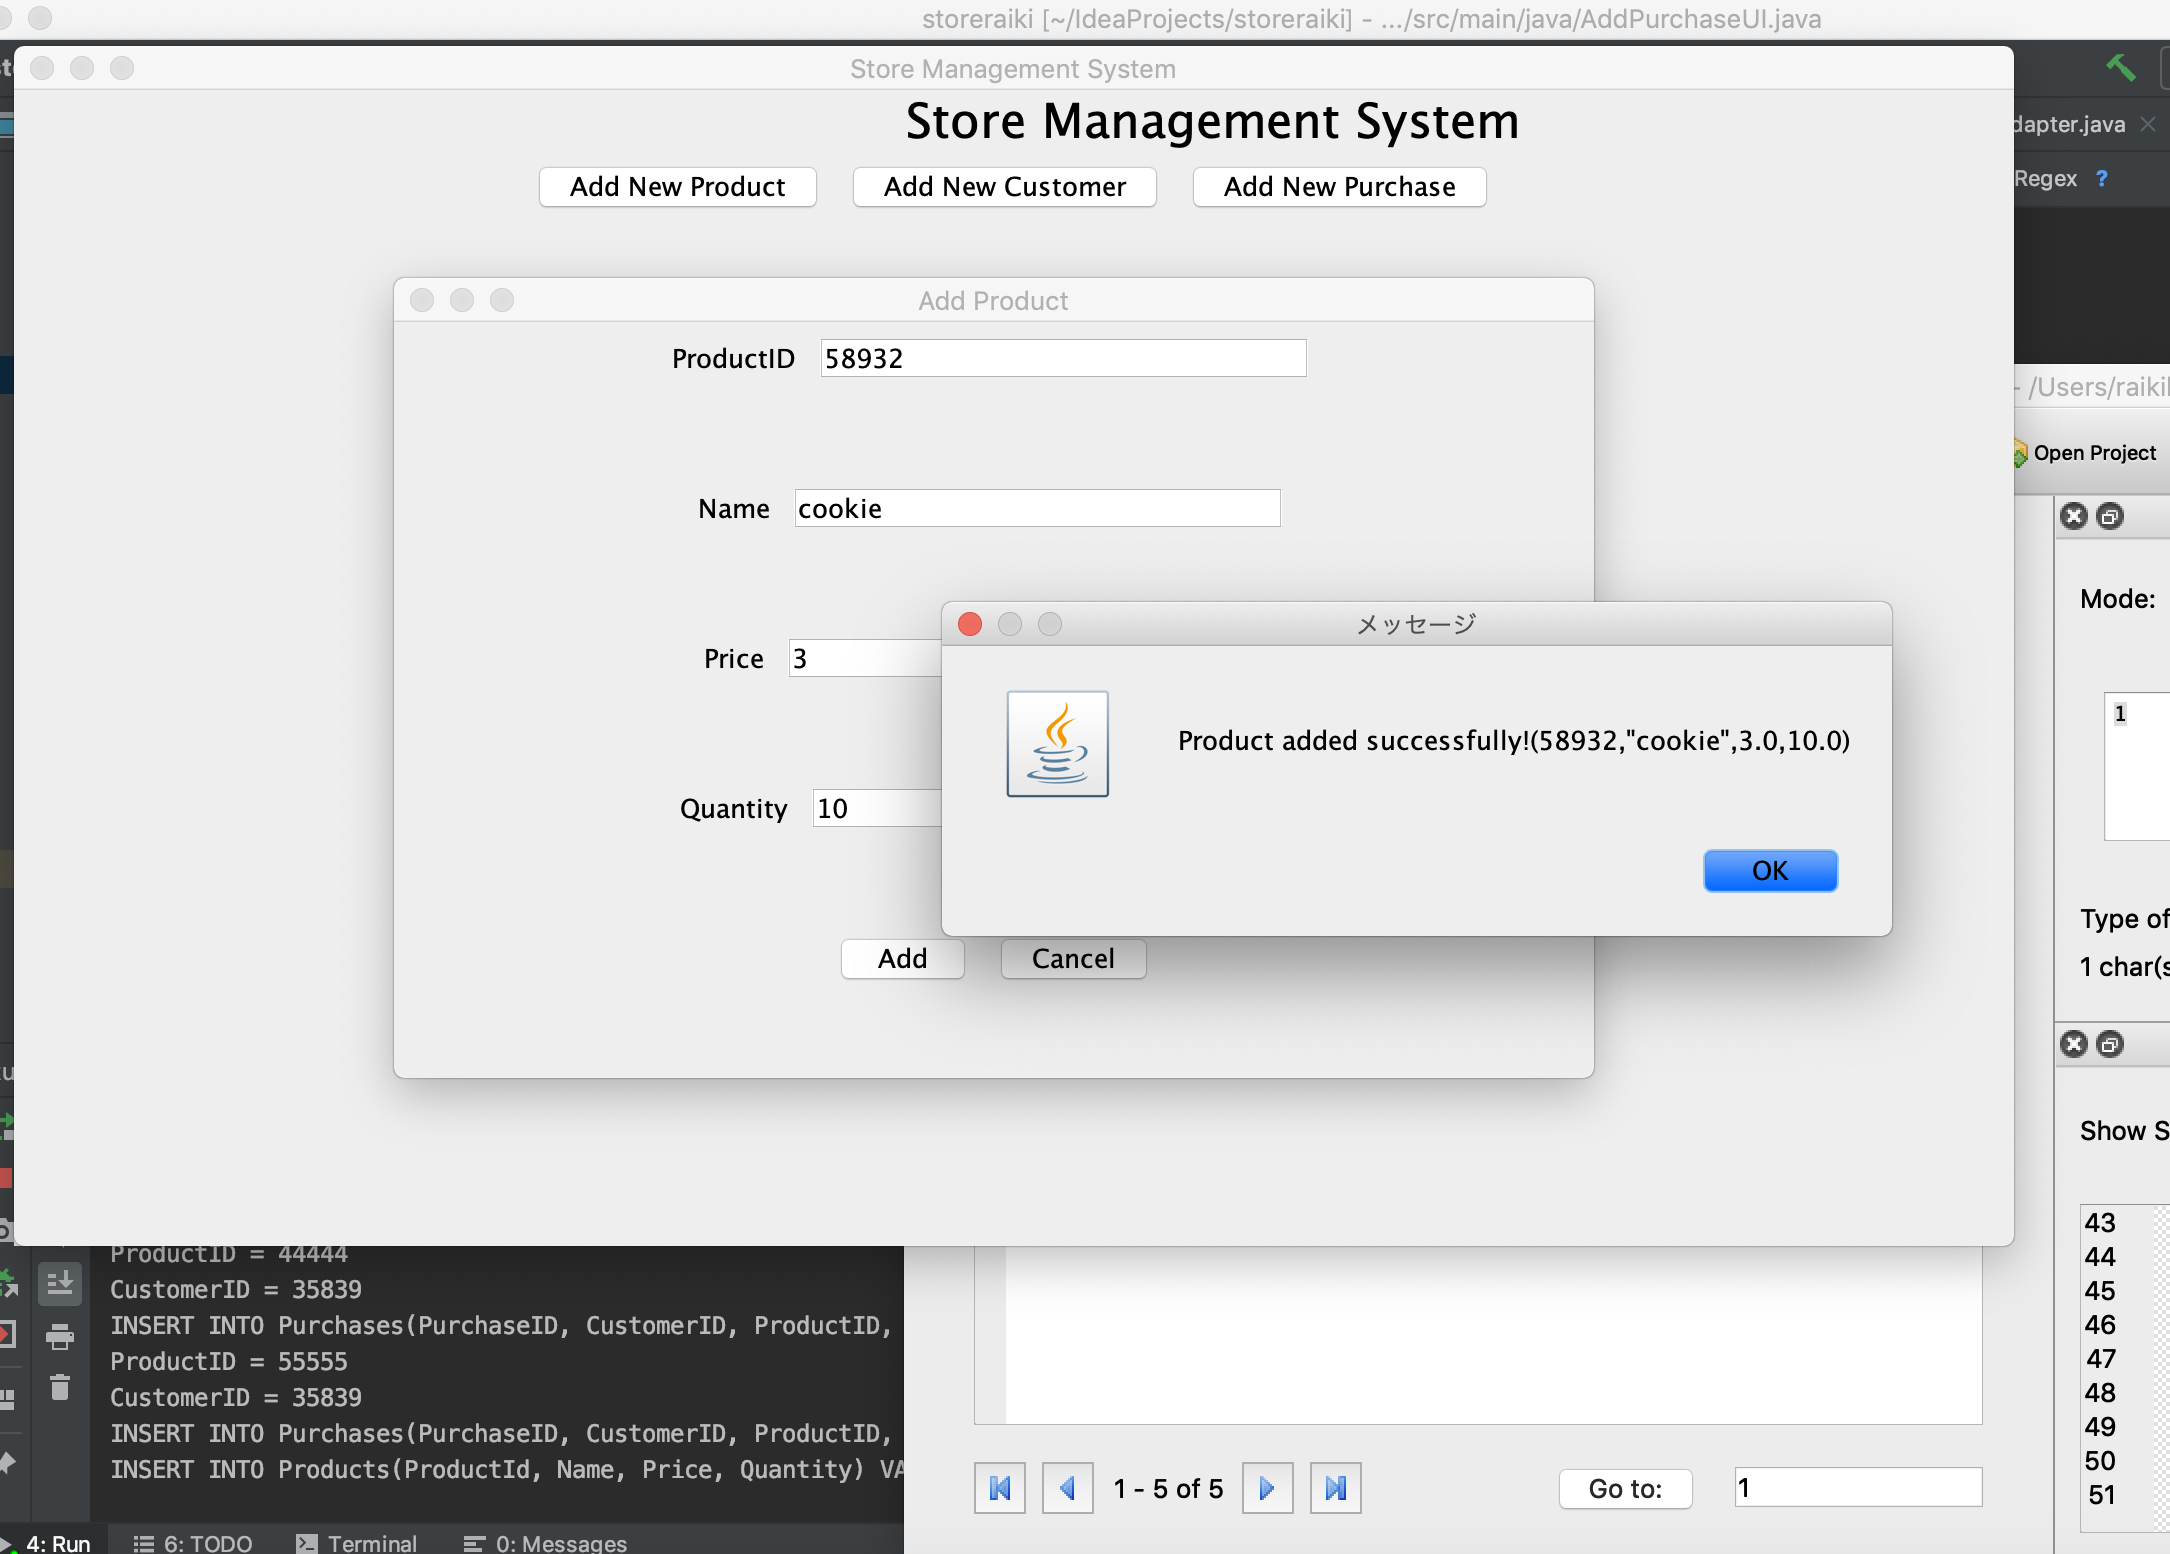 storeraiki [~/IdeaProjects/storeraiki] - .../src/main/java/AddPurchaseUI.java
Store Management System
Store Management System
Add New Product
Add New Customer
Add New Purchase
dapter.java
Regex ?
Add Product
ProductID 58932
Name cookie
Price 3
Quantity 10
Add
Cancel
メッセージ
Product added successfully!(58932,"cookie",3.0,10.0)
OK
- /Users/raiki
Open Project
Mode:
1
Type of
1 char(s
Show S
43
44
45
46
47
48
49
50
51
ProductID = 44444
CustomerID = 35839
INSERT INTO Purchases(PurchaseID, CustomerID, ProductID,
ProductID = 55555
CustomerID = 35839
INSERT INTO Purchases(PurchaseID, CustomerID, ProductID,
INSERT INTO Products(ProductId, Name, Price, Quantity) VA
1 - 5 of 5
Go to:
1
4: Run
6: TODO
Terminal
0: Messages